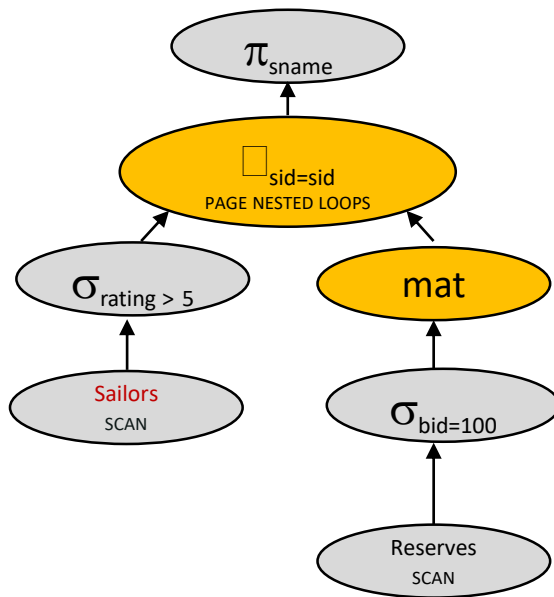 π sname
□ sid=sid
PAGE NESTED LOOPS
σ rating > 5
mat
Sailors
SCAN
σ bid=100
Reserves
SCAN